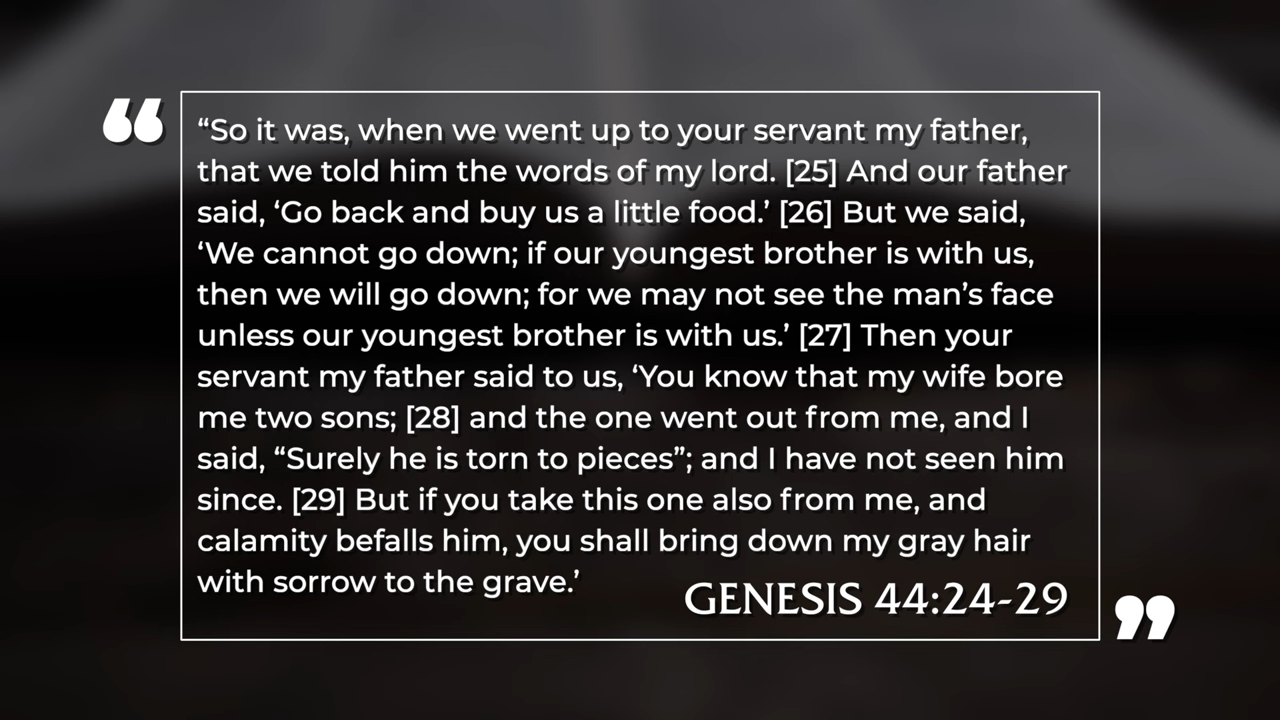 “So it was, when we went up to your servant my father,
that we told him the words of my lord. [25] And our father
said, ‘Go back and buy us a little food.’ [26] But we said,
‘We cannot go down; if our youngest brother is with us,
then we will go down; for we may not see the man’s face
unless our youngest brother is with us.’ [27] Then your
servant my father said to us, ‘You know that my wife bore
me two sons; [28] and the one went out from me, and I
said, “Surely he is torn to pieces”; and I have not seen him
since. [29] But if you take this one also from me, and
calamity befalls him, you shall bring down my gray hair
with sorrow to the grave.’
GENESIS 44:24-29